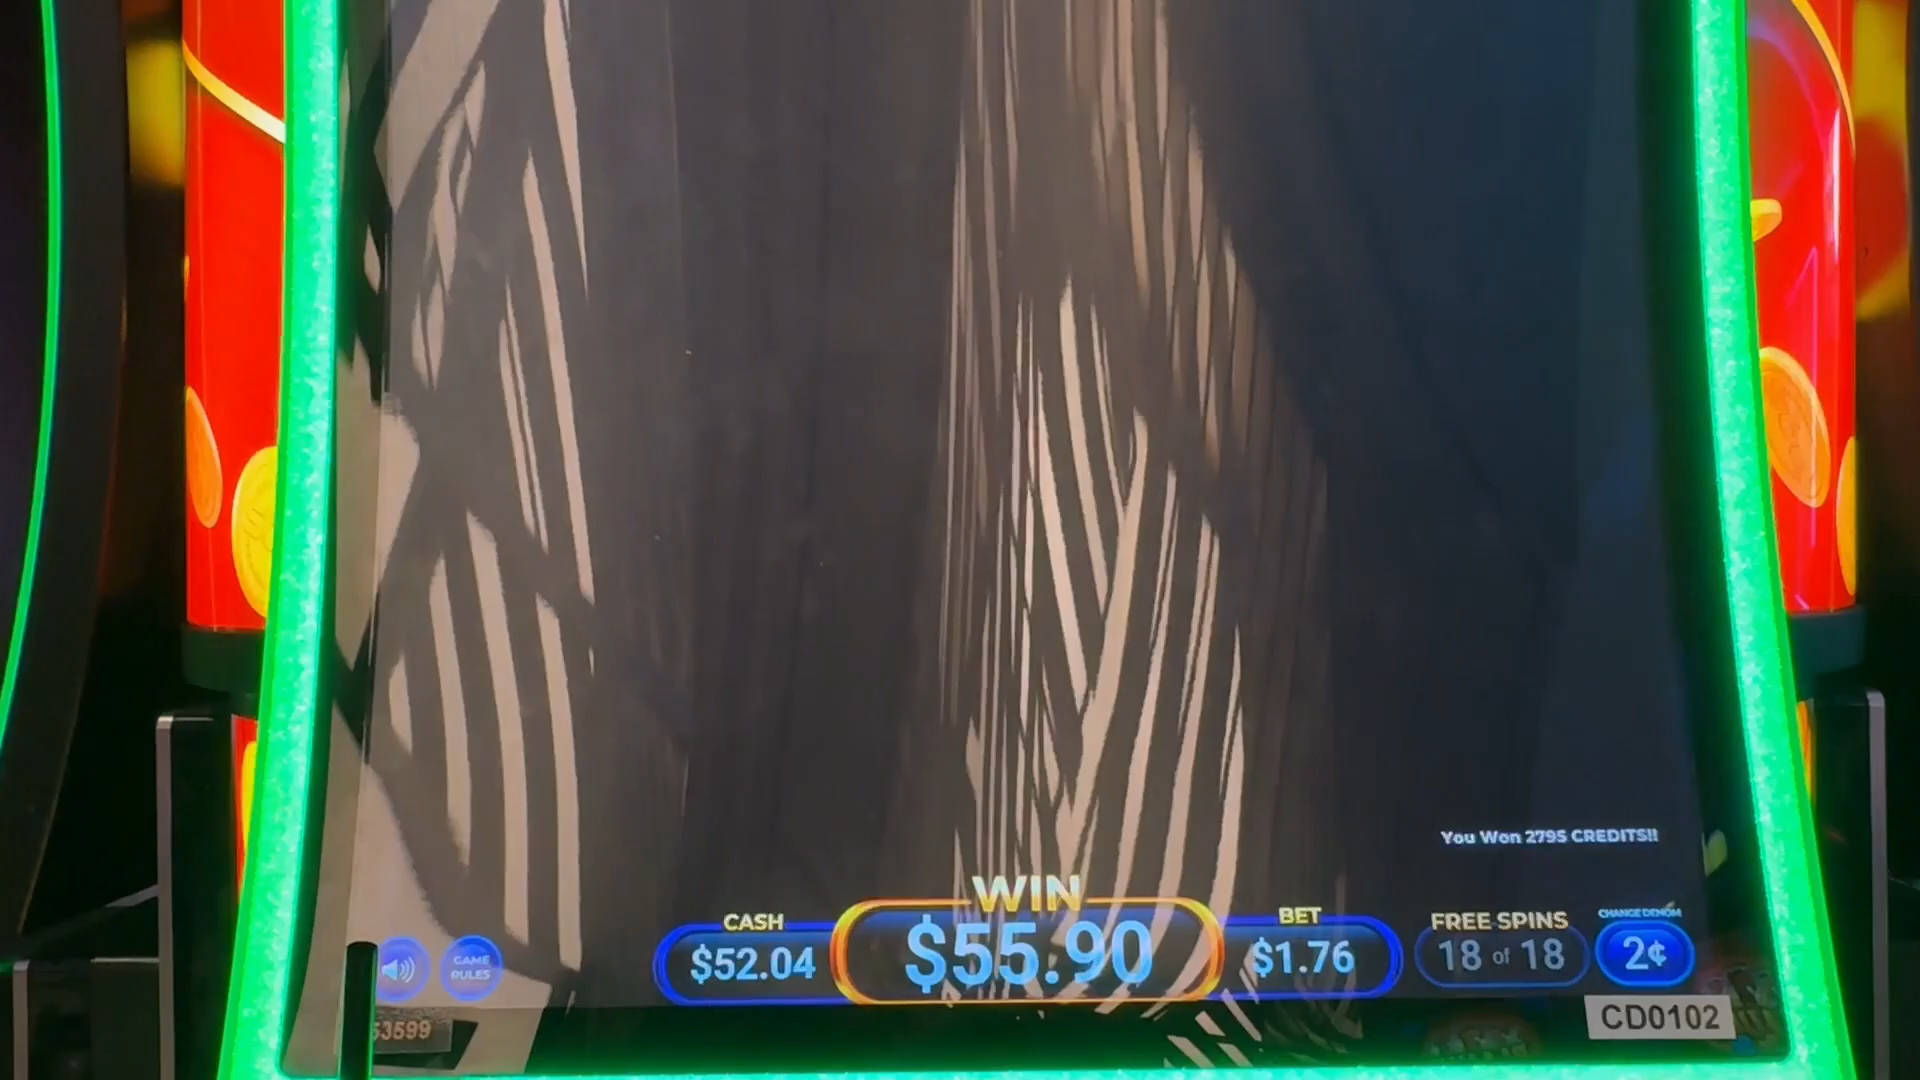 You Won 2795 CREDITS!!
WIN
CASH
$52.04
$55.90
BET
$1.76
FREE SPINS
18 of 18
CHANGE DENOM
2¢
GAME
RULES
53599
CD0102